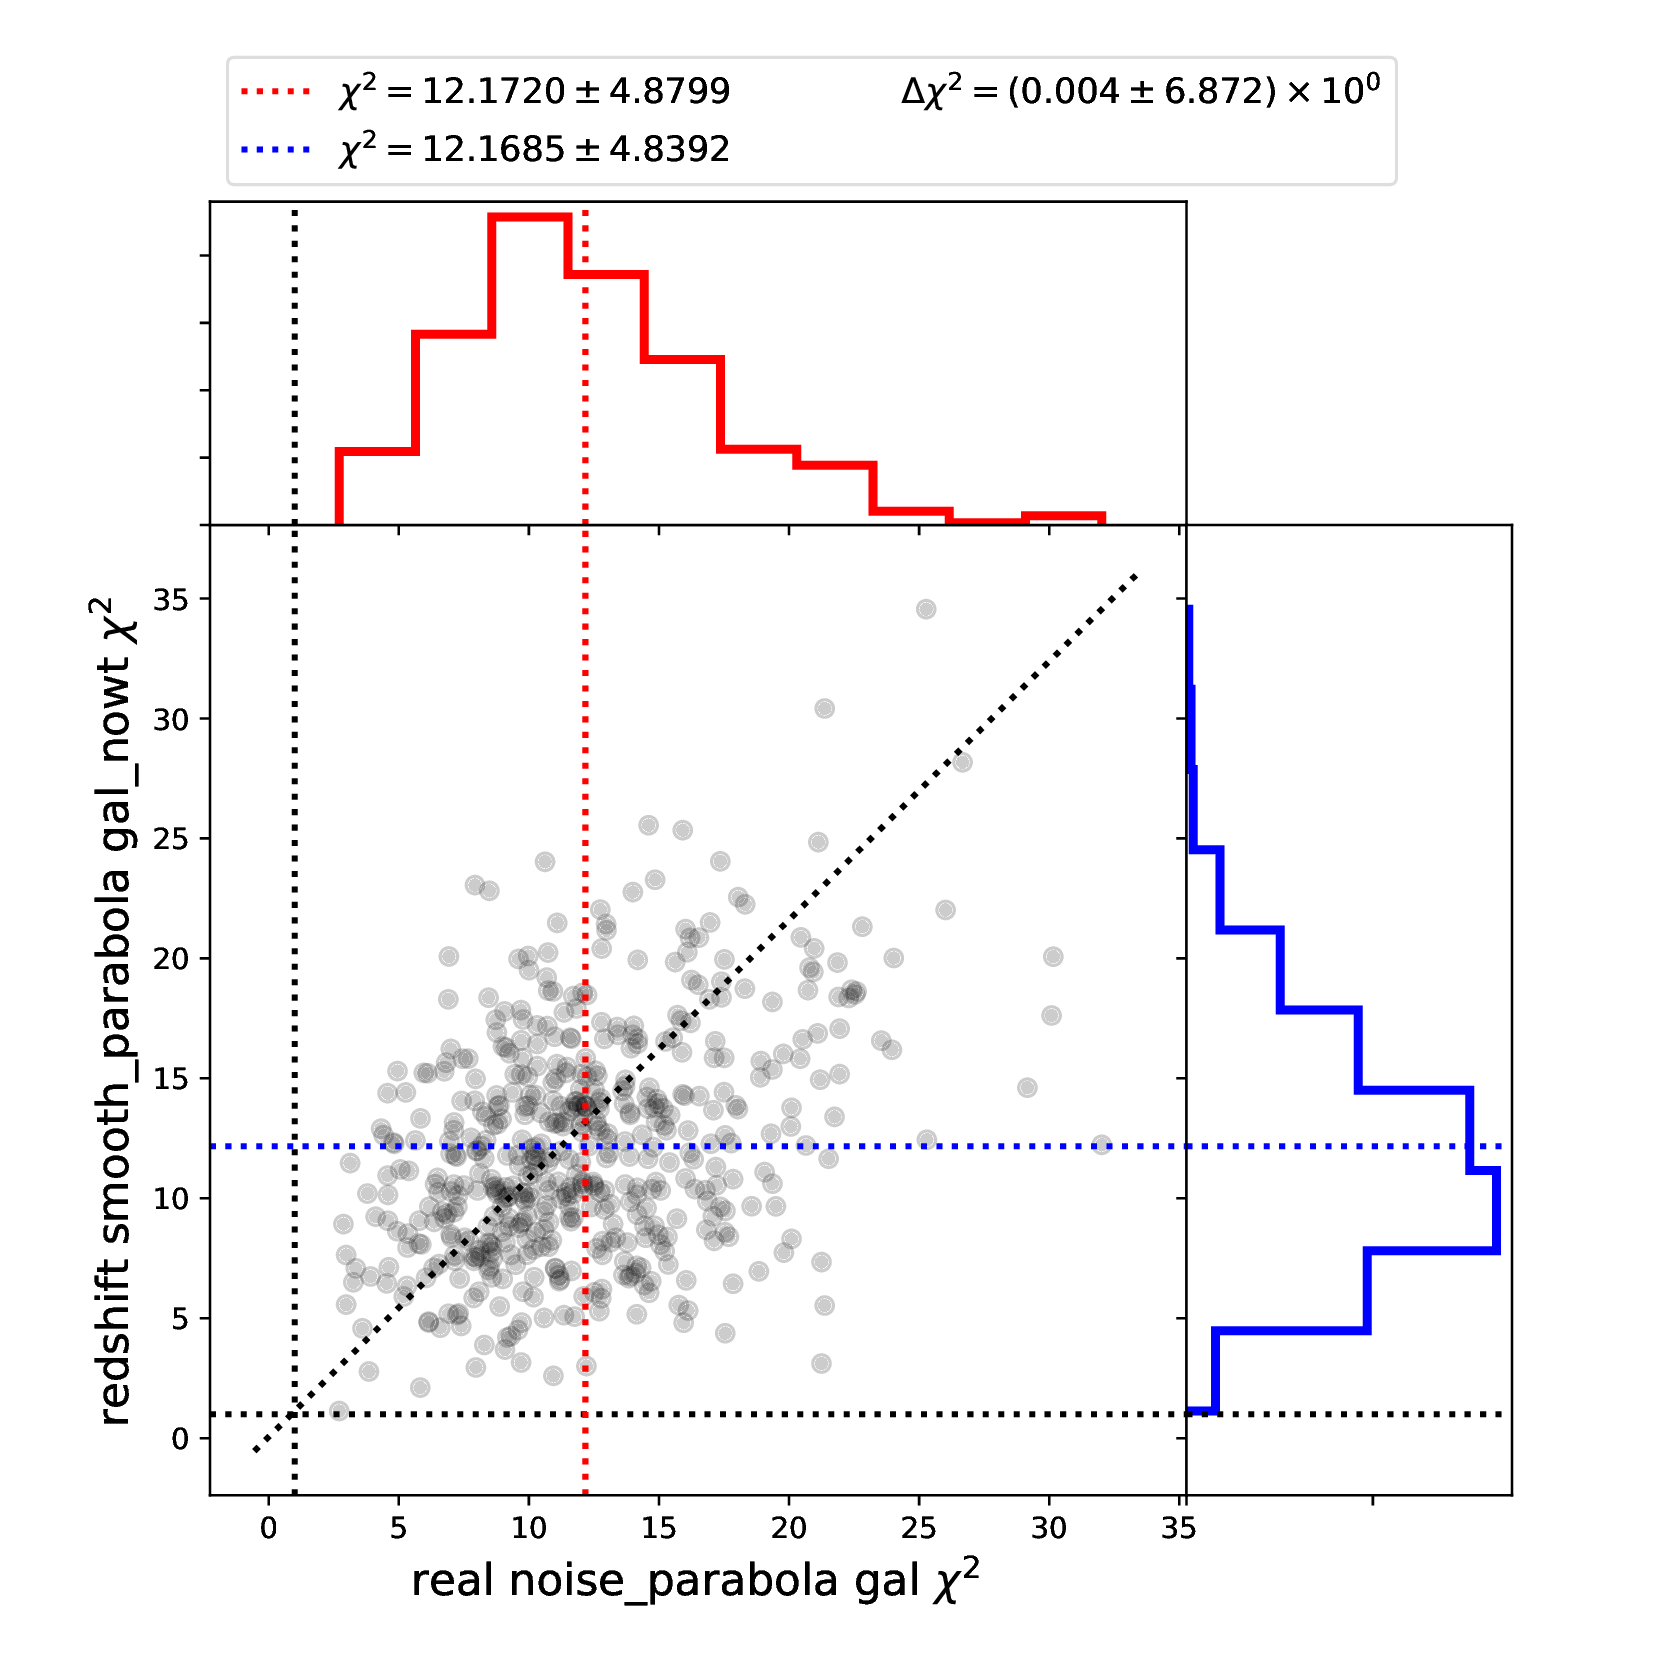 χ² = 12.1720 ± 4.8799
Δχ² = (0.004 ± 6.872) × 10⁰
χ² = 12.1685 ± 4.8392
redshift smooth_parabola gal_nowt χ²
35
30
25
20
15
10
5
0
0 5 10 15 20 25 30 35
real noise_parabola gal χ²